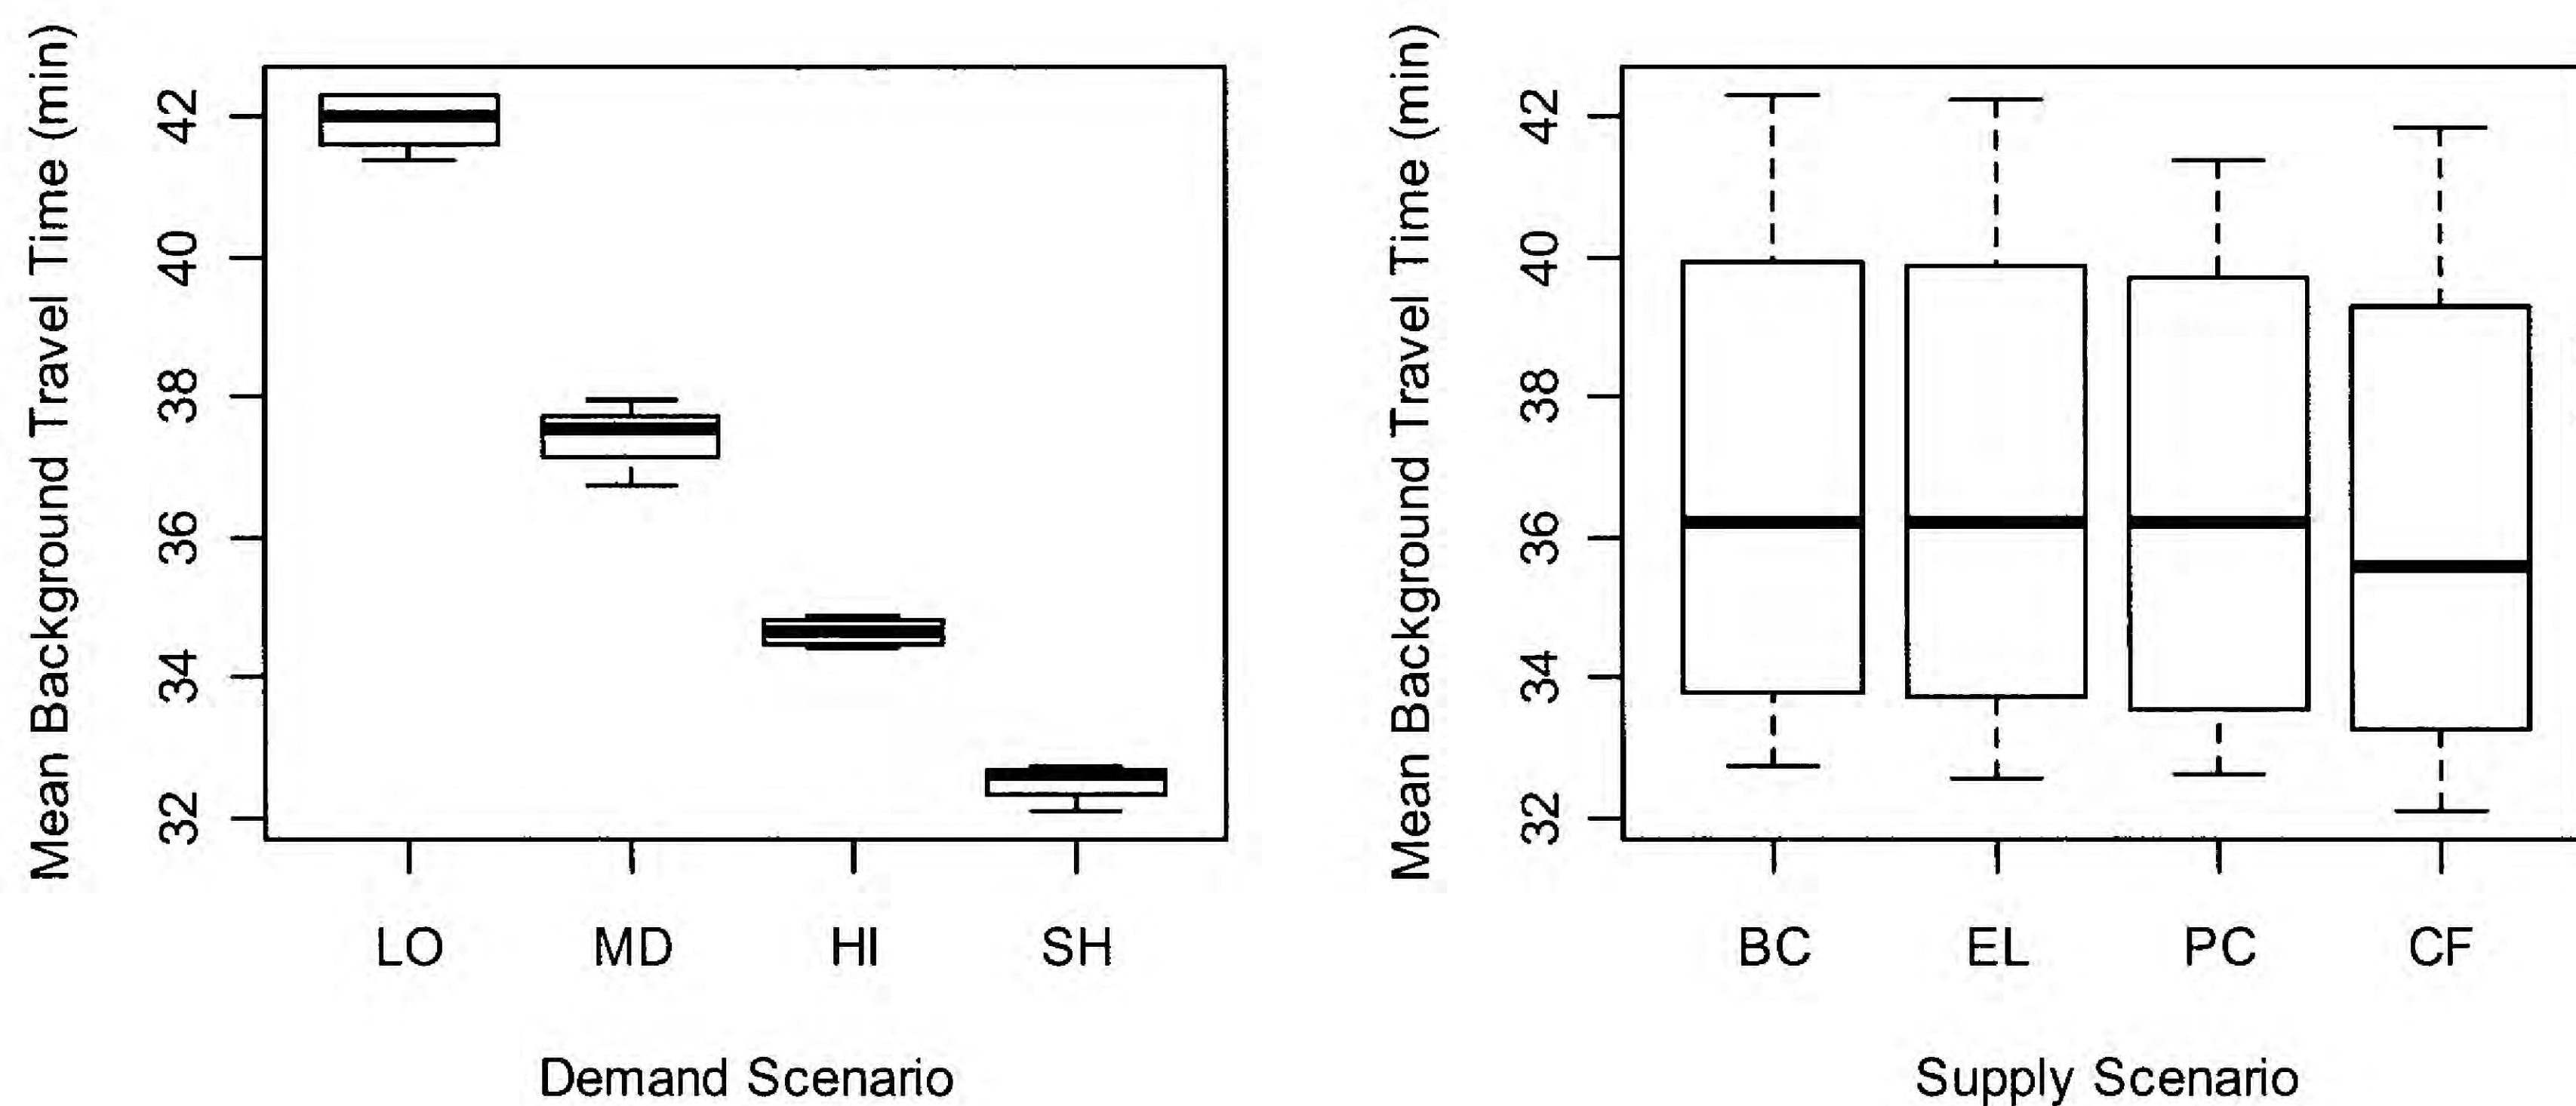 Mean Background Travel Time (min)
42
40
38
36
34
32
LO MD HI SH
Demand Scenario
Mean Background Travel Time (min)
42
40
38
36
34
32
BC EL PC CF
Supply Scenario